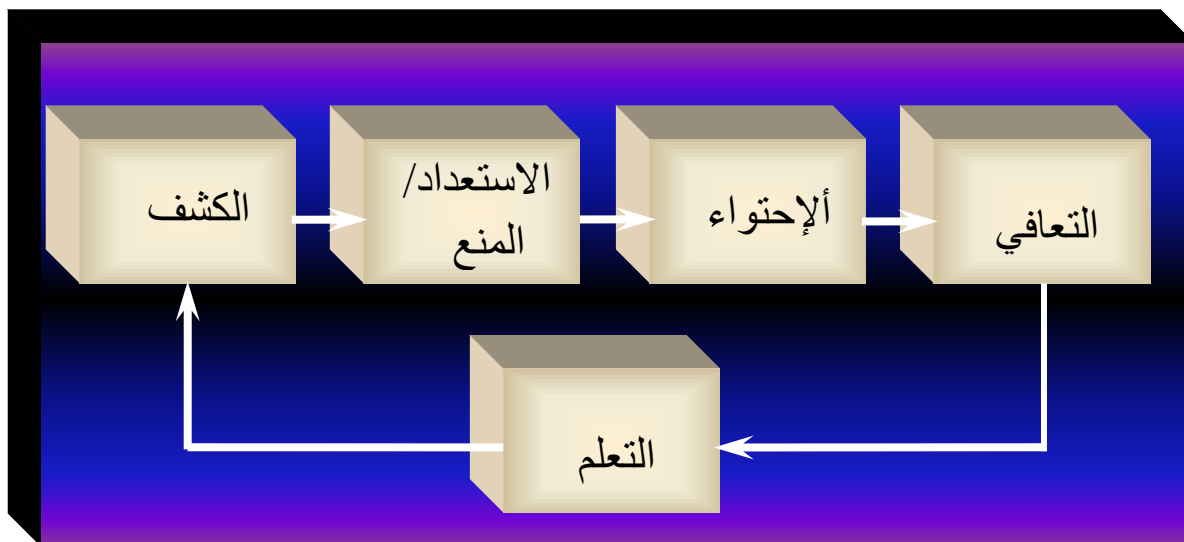 الكشف
الاستعداد/
المنع
ألإحتواء
التعافي
التعلم